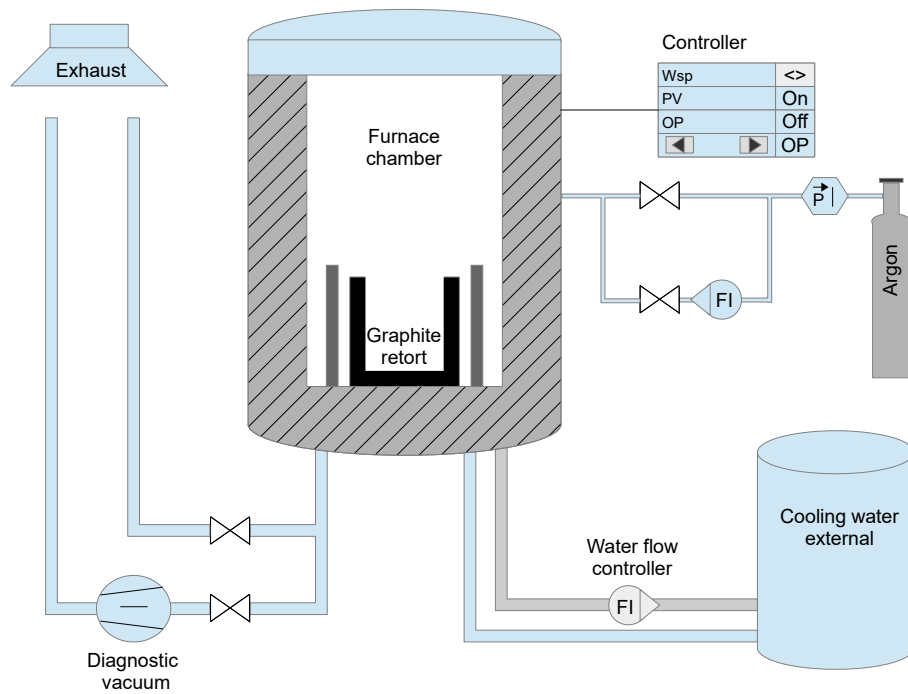 Exhaust
Controller
Wsp <>
PV On
OP Off
OP
Furnace
chamber
P
Argon
FI
Graphite
retort
Cooling water
external
Water flow
controller
FI
Diagnostic
vacuum